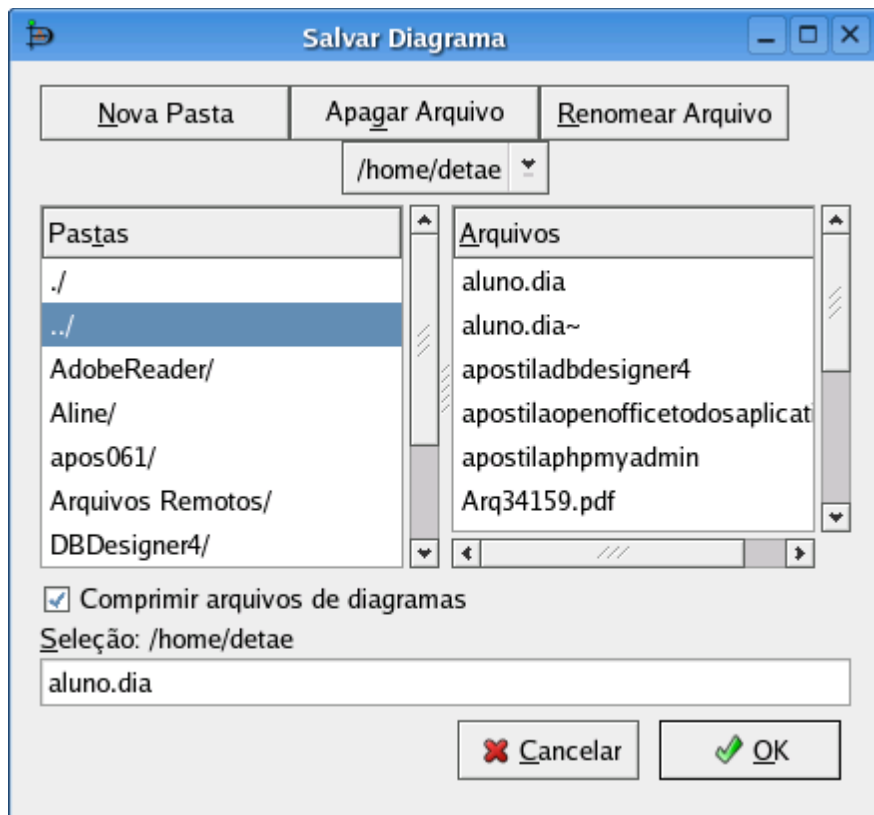 Salvar Diagrama
Nova Pasta Apagar Arquivo Renomear Arquivo
/home/detae
Pastas
./
../
AdobeReader/
Aline/
apos061/
Arquivos Remotos/
DBDesigner4/
Arquivos
aluno.dia
aluno.dia~
apostiladbdesigner4
apostilaopenofficetodosaplicati
apostilaphpmyadmin
Arq34159.pdf
Comprimir arquivos de diagramas
Seleção: /home/detae
aluno.dia
Cancelar OK